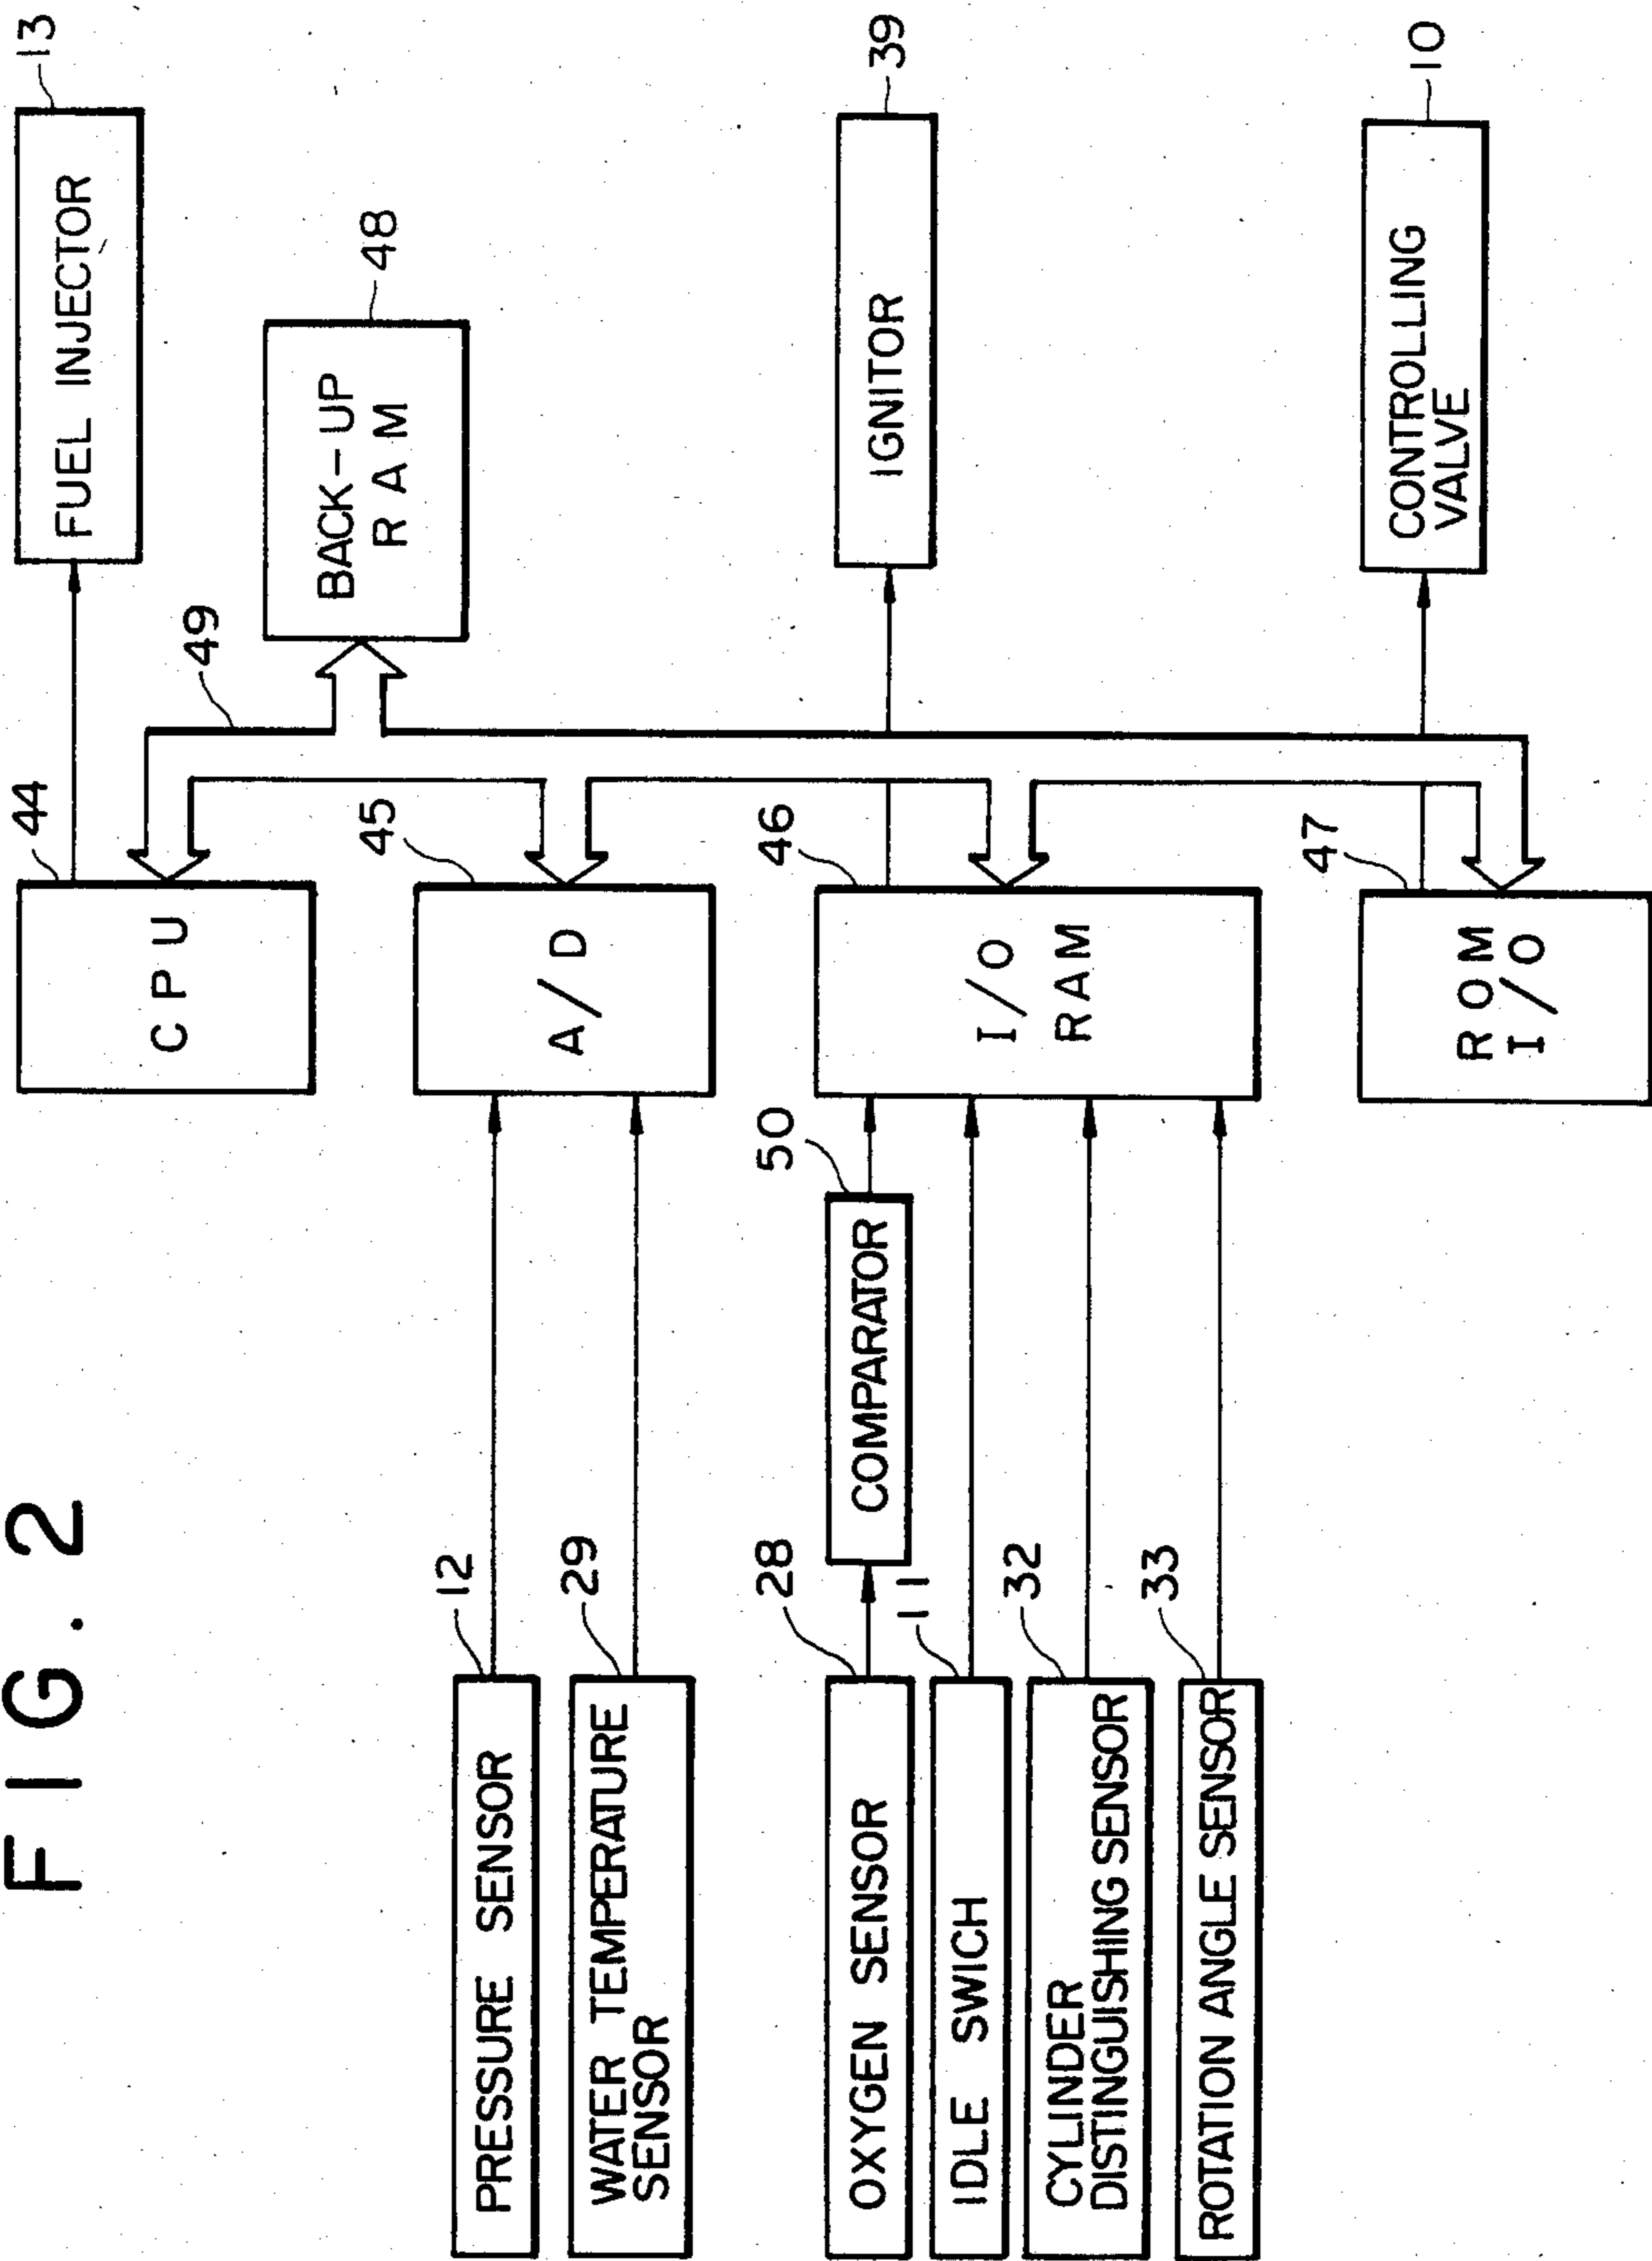 FIG. 2
PRESSURE SENSOR
12
WATER TEMPERATURE
SENSOR
29
OXYGEN SENSOR
28
COMPARATOR
50
IDLE SWICH
11
CYLINDER
DISTINGUISHING SENSOR
32
ROTATION ANGLE SENSOR
33
CPU
44
A/D
45
I/O
RAM
46
ROM
I/O
47
49
FUEL INJECTOR
13
BACK-UP
RAM
48
IGNITOR
39
CONTROLLING
VALVE
10